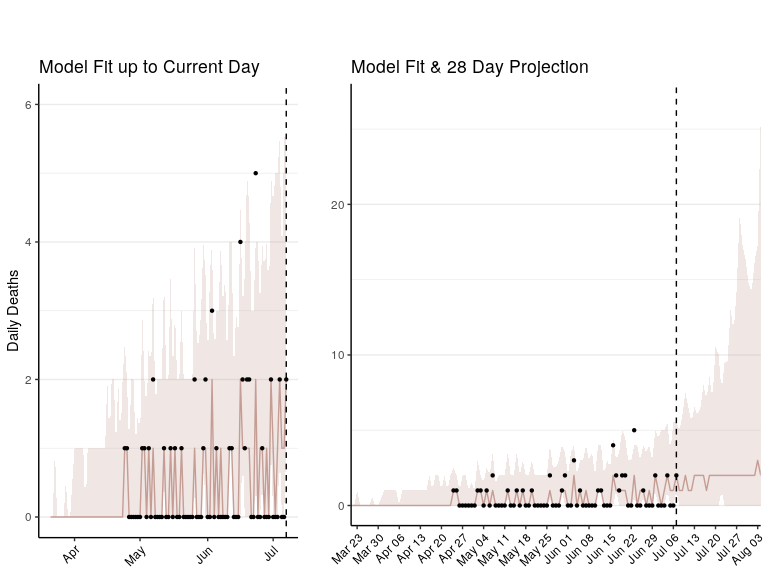 Model Fit up to Current Day
Daily Deaths
6
4
2
0
Apr
May
Jun
Jul
Model Fit & 28 Day Projection
20
10
0
Mar 23
Mar 30
Apr 06
Apr 13
Apr 20
Apr 27
May 04
May 11
May 18
May 25
Jun 01
Jun 08
Jun 15
Jun 22
Jun 29
Jul 06
Jul 13
Jul 20
Jul 27
Aug 03